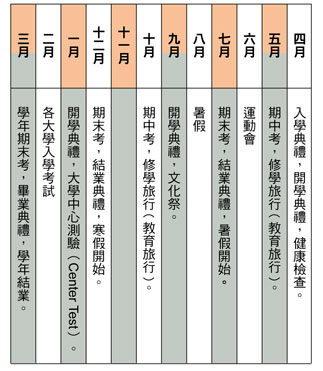 四月
入學典禮，開學典禮，健康檢查。
五月
期中考，修學旅行（教育旅行）。
六月
運動會
七月
期末考，結業典禮，暑假開始。
八月
暑假
九月
開學典禮，文化祭。
十月
期中考，修學旅行（教育旅行）。
十一月
十二月
期末考，結業典禮，寒假開始。
一月
開學典禮，大學中心測驗（Center Test）。
二月
各大學入學考試
三月
學年期末考，畢業典禮，學年結業。